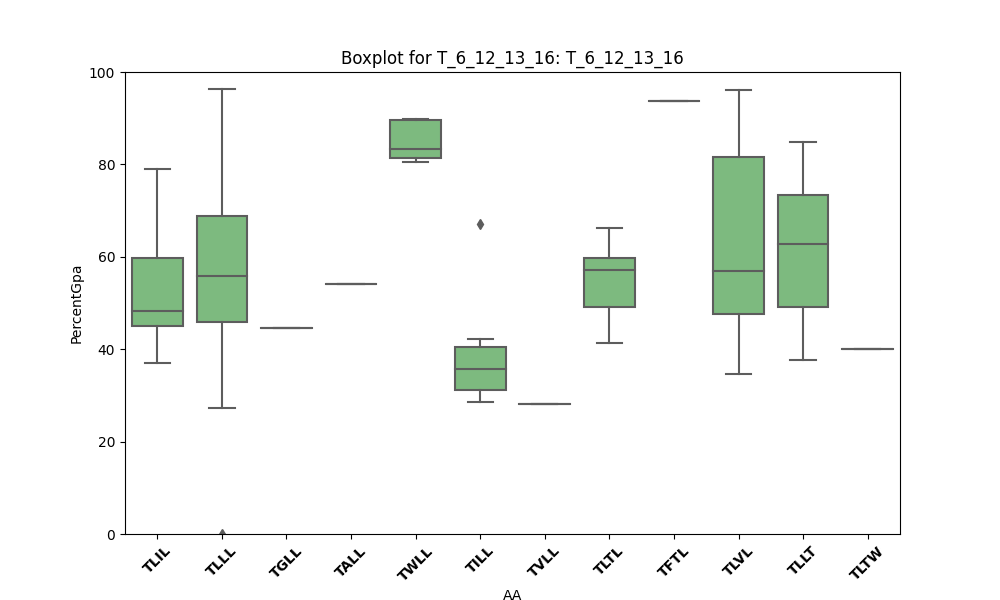 Boxplot for T_6_12_13_16: T_6_12_13_16
100
80
60
40
20
0
PercentGpa
TLIL TLLL TGLL TALL TWLL TILL TVLL TLTL TFTL TLVL TLLT TLTW
AA